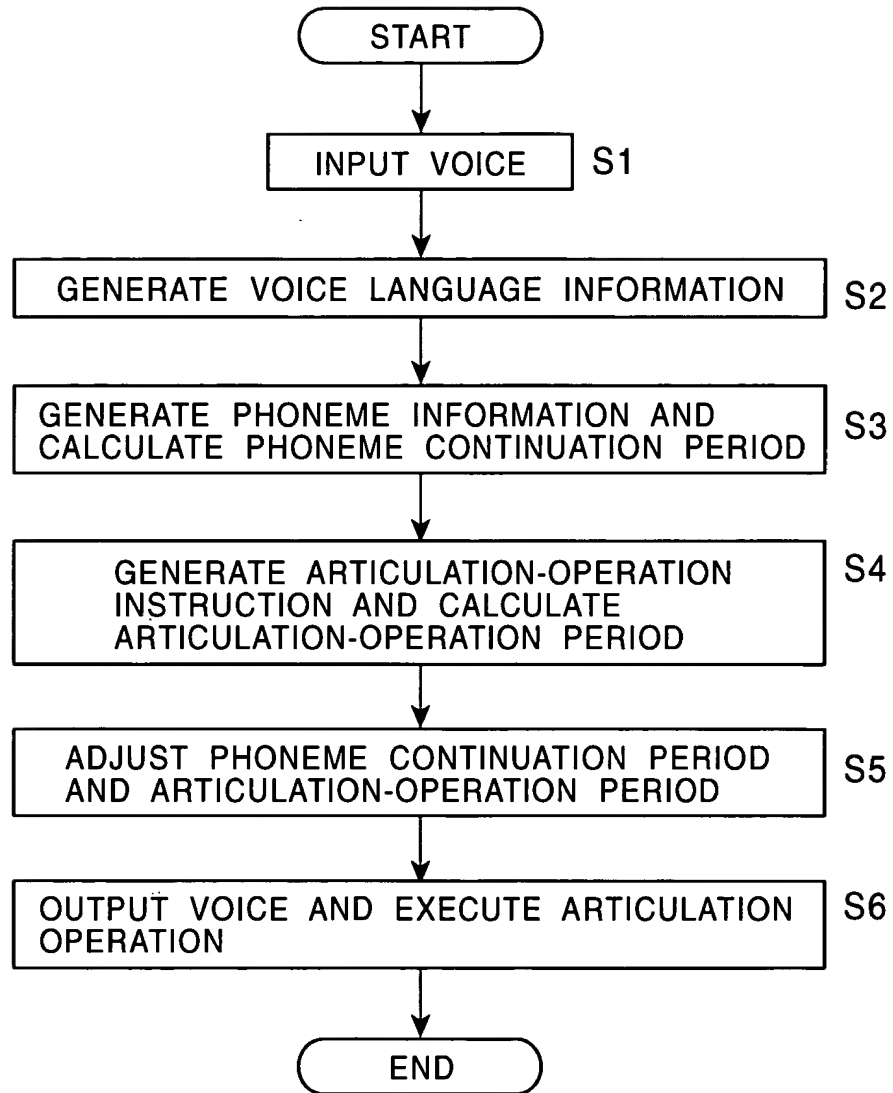 START
INPUT VOICE S1
GENERATE VOICE LANGUAGE INFORMATION S2
GENERATE PHONEME INFORMATION AND
CALCULATE PHONEME CONTINUATION PERIOD S3
GENERATE ARTICULATION-OPERATION S4
INSTRUCTION AND CALCULATE
ARTICULATION-OPERATION PERIOD
ADJUST PHONEME CONTINUATION PERIOD S5
AND ARTICULATION-OPERATION PERIOD
OUTPUT VOICE AND EXECUTE ARTICULATION S6
OPERATION
END